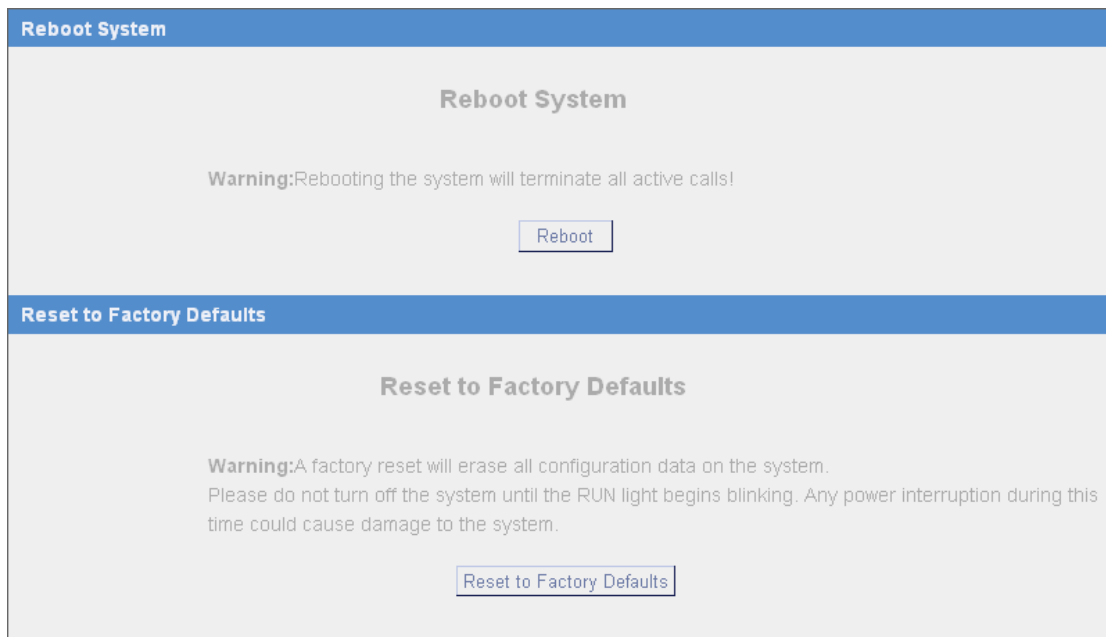 Reboot System
Reboot System
Warning:Rebooting the system will terminate all active calls!
Reboot
Reset to Factory Defaults
Reset to Factory Defaults
Warning:A factory reset will erase all configuration data on the system.
Please do not turn off the system until the RUN light begins blinking. Any power interruption during this
time could cause damage to the system.
Reset to Factory Defaults